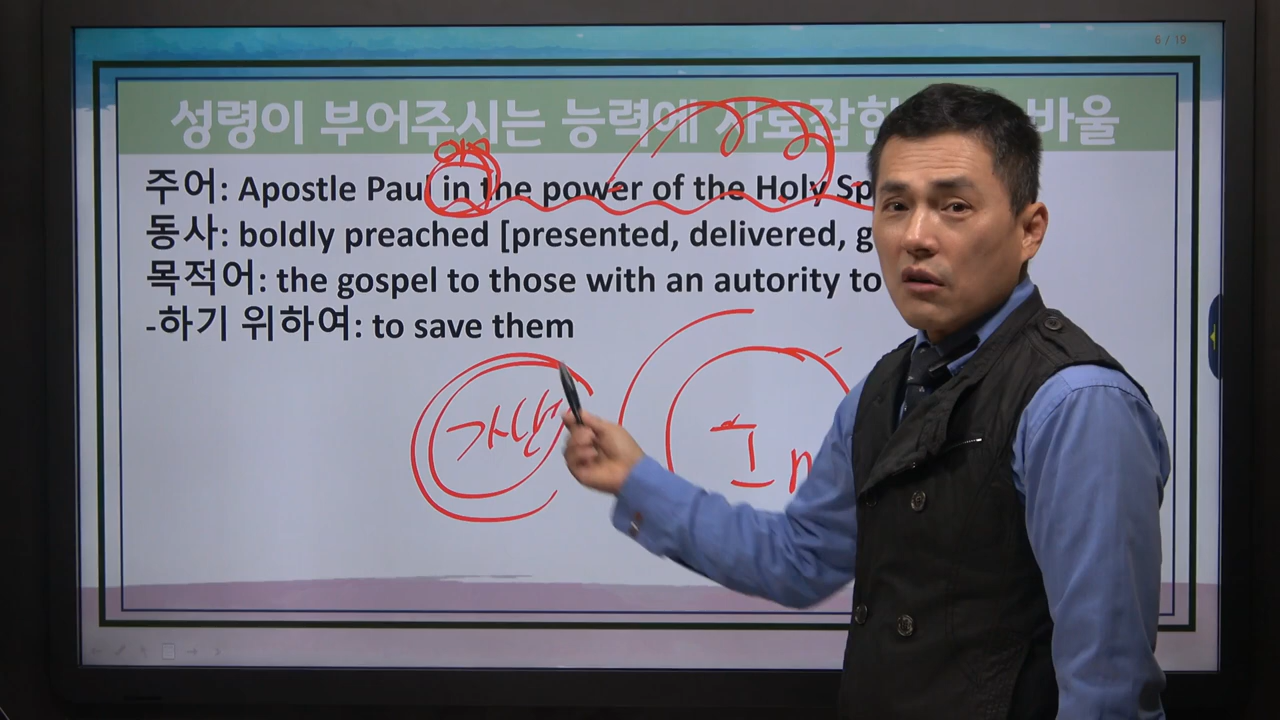 6 / 19
성령이 부어주시는 능력에 사로잡힌 바울
주어: Apostle Paul in the power of the Holy Sp
동사: boldly preached [presented, delivered, g
목적어: the gospel to those with an autority to
-하기 위하여: to save them
In